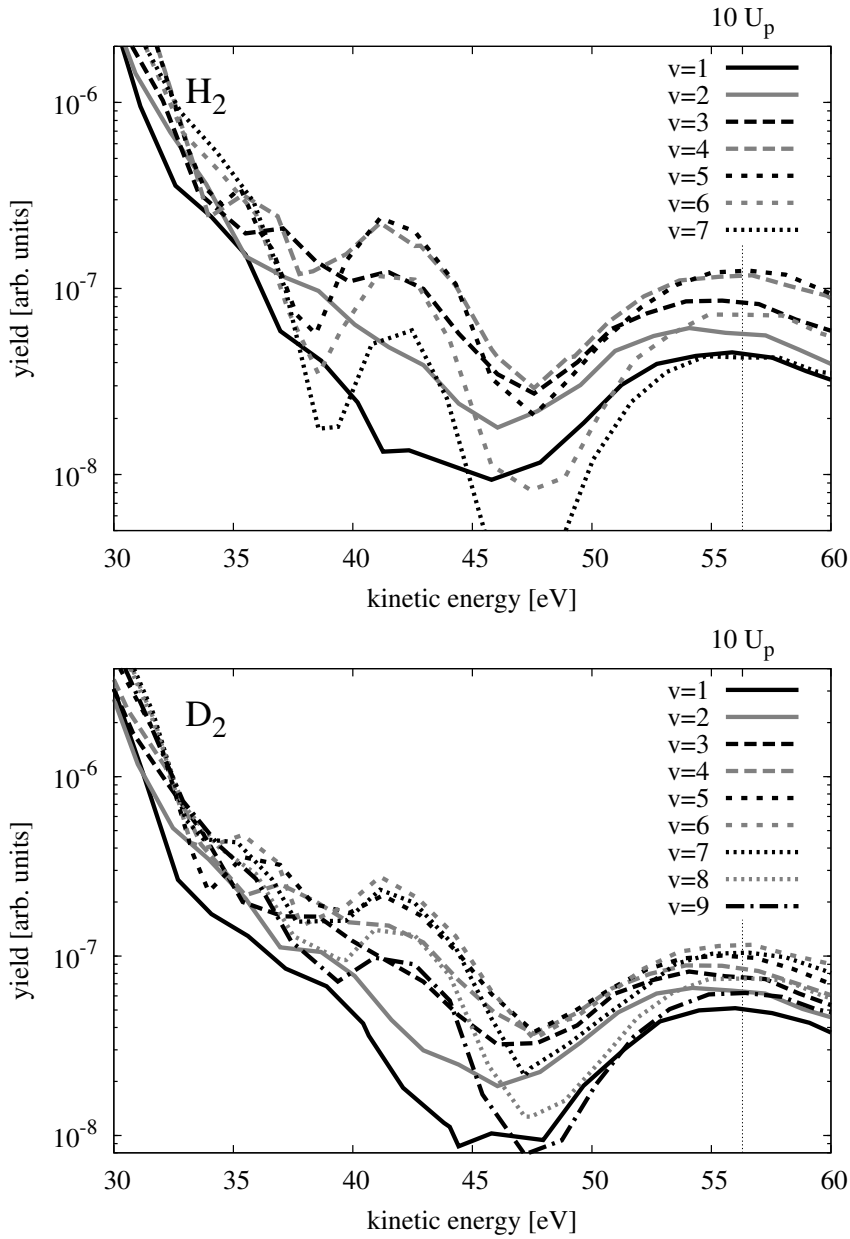 10 U_p
H_2
v=1
v=2
v=3
v=4
v=5
v=6
v=7
10^-6
10^-7
10^-8
yield [arb. units]
30 35 40 45 50 55 60
kinetic energy [eV]
10 U_p
D_2
v=1
v=2
v=3
v=4
v=5
v=6
v=7
v=8
v=9
10^-6
10^-7
10^-8
yield [arb. units]
30 35 40 45 50 55 60
kinetic energy [eV]